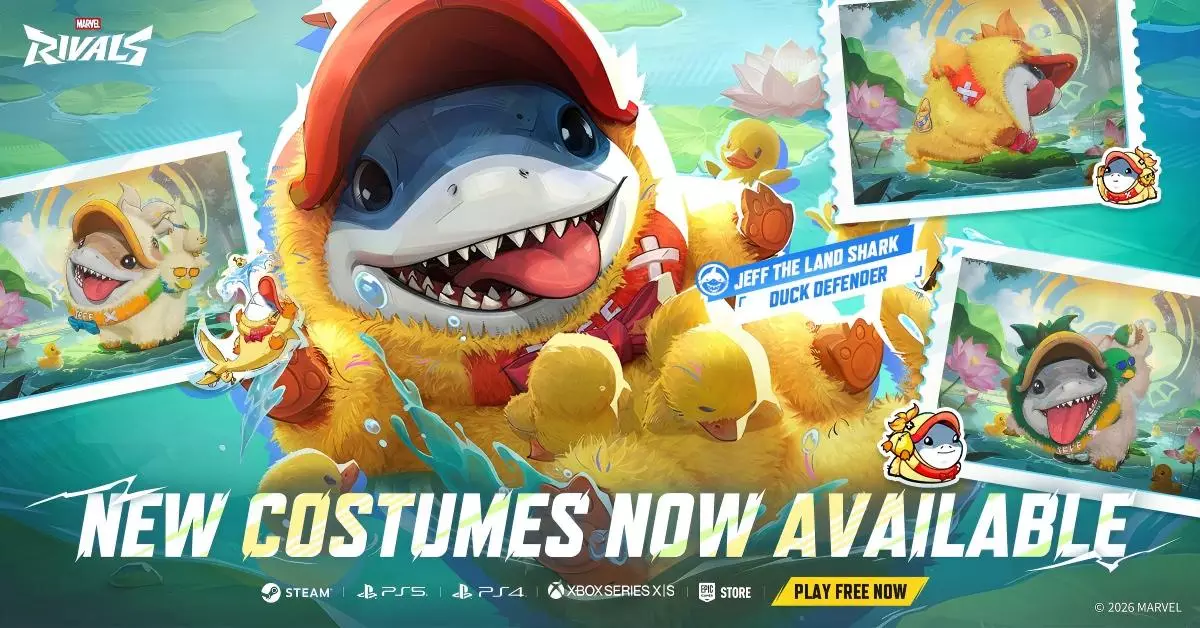 MARVEL
RIVALS
JEFF THE LAND SHARK
DUCK DEFENDER
JEFF
NEW COSTUMES NOW AVAILABLE
STEAM
PS5
PS4
XBOX SERIES X|S
EPIC GAMES
STORE
PLAY FREE NOW
© 2026 MARVEL